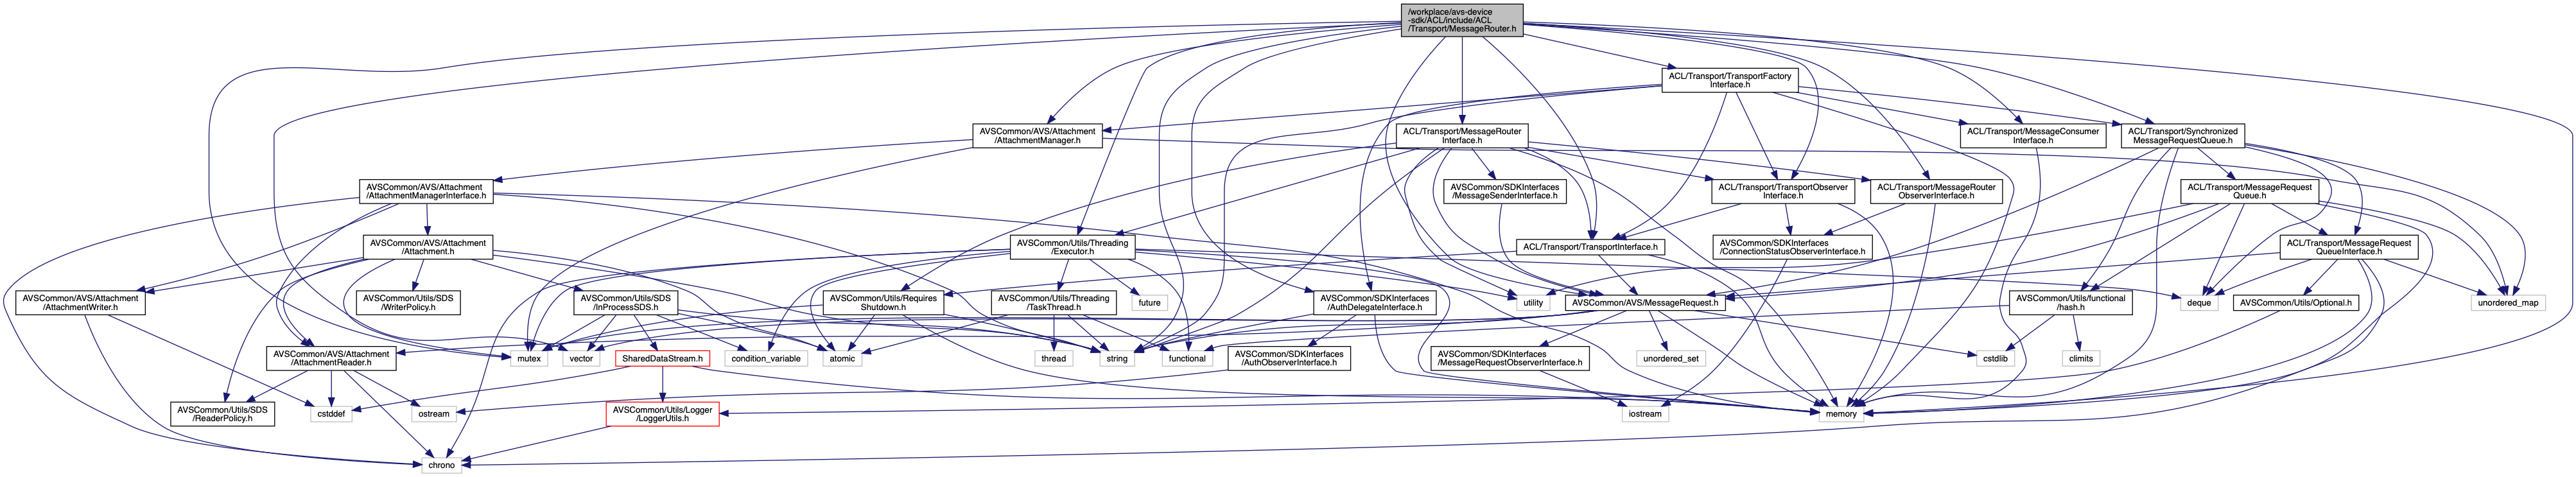 /workplace/avs-device
-sdk/ACL/include/ACL
/Transport/MessageRouter.h
ACL/Transport/TransportFactory
Interface.h
AVSCommon/AVS/Attachment
/AttachmentManager.h
ACL/Transport/MessageRouter
Interface.h
ACL/Transport/MessageConsumer
Interface.h
ACL/Transport/Synchronized
MessageRequestQueue.h
AVSCommon/AVS/Attachment
/AttachmentManagerInterface.h
AVSCommon/SDKInterfaces
/MessageSenderInterface.h
ACL/Transport/TransportObserver
Interface.h
ACL/Transport/MessageRouter
ObserverInterface.h
ACL/Transport/MessageRequest
Queue.h
AVSCommon/AVS/Attachment
/Attachment.h
AVSCommon/Utils/Threading
/Executor.h
ACL/Transport/TransportInterface.h
AVSCommon/SDKInterfaces
/ConnectionStatusObserverInterface.h
ACL/Transport/MessageRequest
QueueInterface.h
AVSCommon/AVS/Attachment
/AttachmentWriter.h
AVSCommon/Utils/SDS
/WriterPolicy.h
AVSCommon/Utils/SDS
/InProcessSDS.h
AVSCommon/Utils/Requires
Shutdown.h
AVSCommon/Utils/Threading
/TaskThread.h
future
AVSCommon/SDKInterfaces
/AuthDelegateInterface.h
utility
AVSCommon/AVS/MessageRequest.h
AVSCommon/Utils/functional
/hash.h
deque
AVSCommon/Utils/Optional.h
unordered_map
AVSCommon/AVS/Attachment
/AttachmentReader.h
mutex
vector
SharedDataStream.h
condition_variable
atomic
thread
string
functional
AVSCommon/SDKInterfaces
/AuthObserverInterface.h
AVSCommon/SDKInterfaces
/MessageRequestObserverInterface.h
unordered_set
cstdlib
climits
AVSCommon/Utils/SDS
/ReaderPolicy.h
cstddef
ostream
AVSCommon/Utils/Logger
/LoggerUtils.h
iostream
memory
chrono